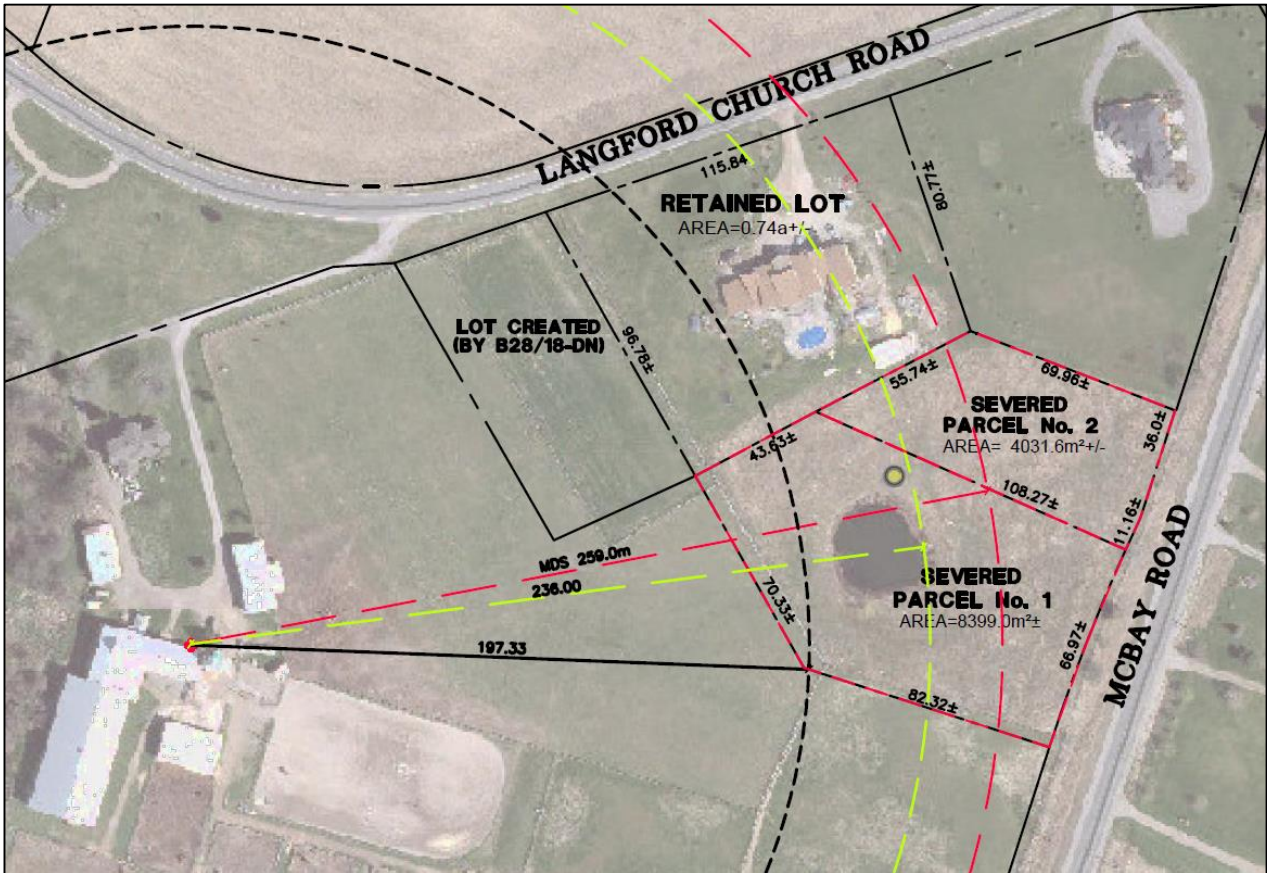 LANGFORD CHURCH ROAD
115.84
RETAINED LOT
AREA=0.74a+/-
80.77±
LOT CREATED
(BY B28/18-DN)
96.78±
55.74±
69.96±
SEVERED
PARCEL No. 2
AREA= 4031.6m²+/-
36.0±
43.63±
108.27±
11.16±
MDS 259.0m
236.00
70.33±
SEVERED
PARCEL No. 1
AREA=8399.0m²±
66.97±
MCBAY ROAD
197.33
82.32±